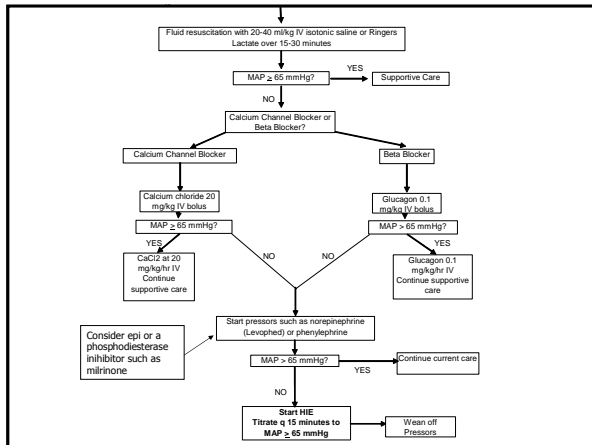 Fluid resuscitation with 20-40 ml/kg IV isotonic saline or Ringers
Lactate over 15-30 minutes
MAP > 65 mmHg?
YES
Supportive Care
NO
Calcium Channel Blocker or
Beta Blocker?
Calcium Channel Blocker
Beta Blocker
Calcium chloride 20
mg/kg IV bolus
Glucagon 0.1
mg/kg IV bolus
MAP > 65 mmHg?
MAP > 65 mmHg?
YES
NO
NO
YES
CaCl2 at 20
mg/kg/hr IV
Continue
supportive care
Glucagon 0.1
mg/kg/hr IV
Continue supportive
care
Start pressors such as norepinephrine
(Levophed) or phenylephrine
Consider epi or a
phosphodiesterase
inihibitor such as
milrinone
MAP > 65 mmHg?
YES
Continue current care
NO
Start HIE
Titrate q 15 minutes to
MAP > 65 mmHg
Wean off
Pressors